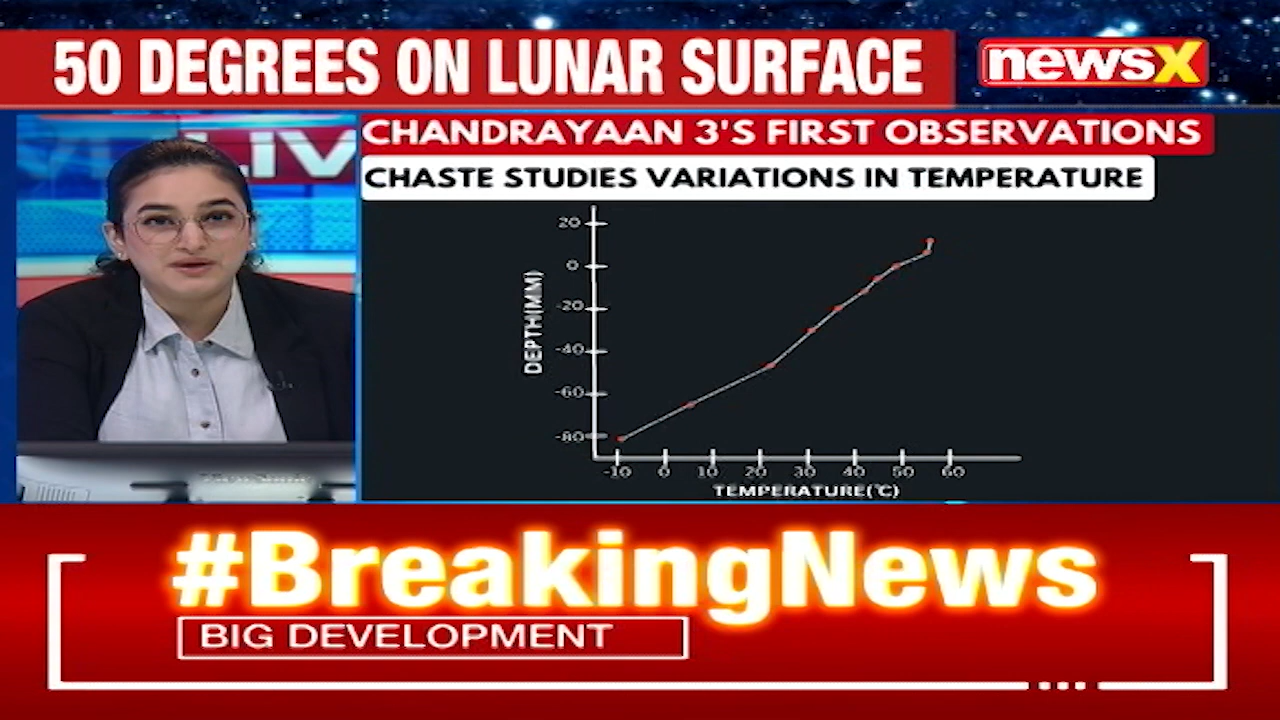 50 DEGREES ON LUNAR SURFACE
newsX
LIV
CHANDRAYAAN 3'S FIRST OBSERVATIONS
CHASTE STUDIES VARIATIONS IN TEMPERATURE
20
0
-20
-40
-60
-80
DEPTH(MM)
-10 0 10 20 30 40 50 60
TEMPERATURE(°C)
#BreakingNews
BIG DEVELOPMENT